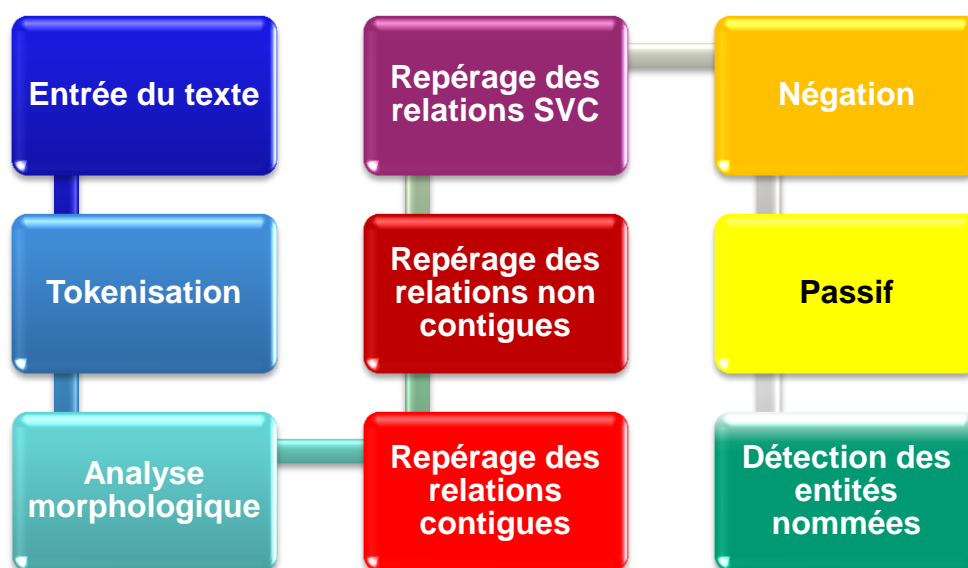 Entrée du texte
Tokenisation
Analyse
morphologique
Repérage des
relations contigues
Repérage des
relations non
contigues
Repérage des
relations SVC
Négation
Passif
Détection des
entités
nommées